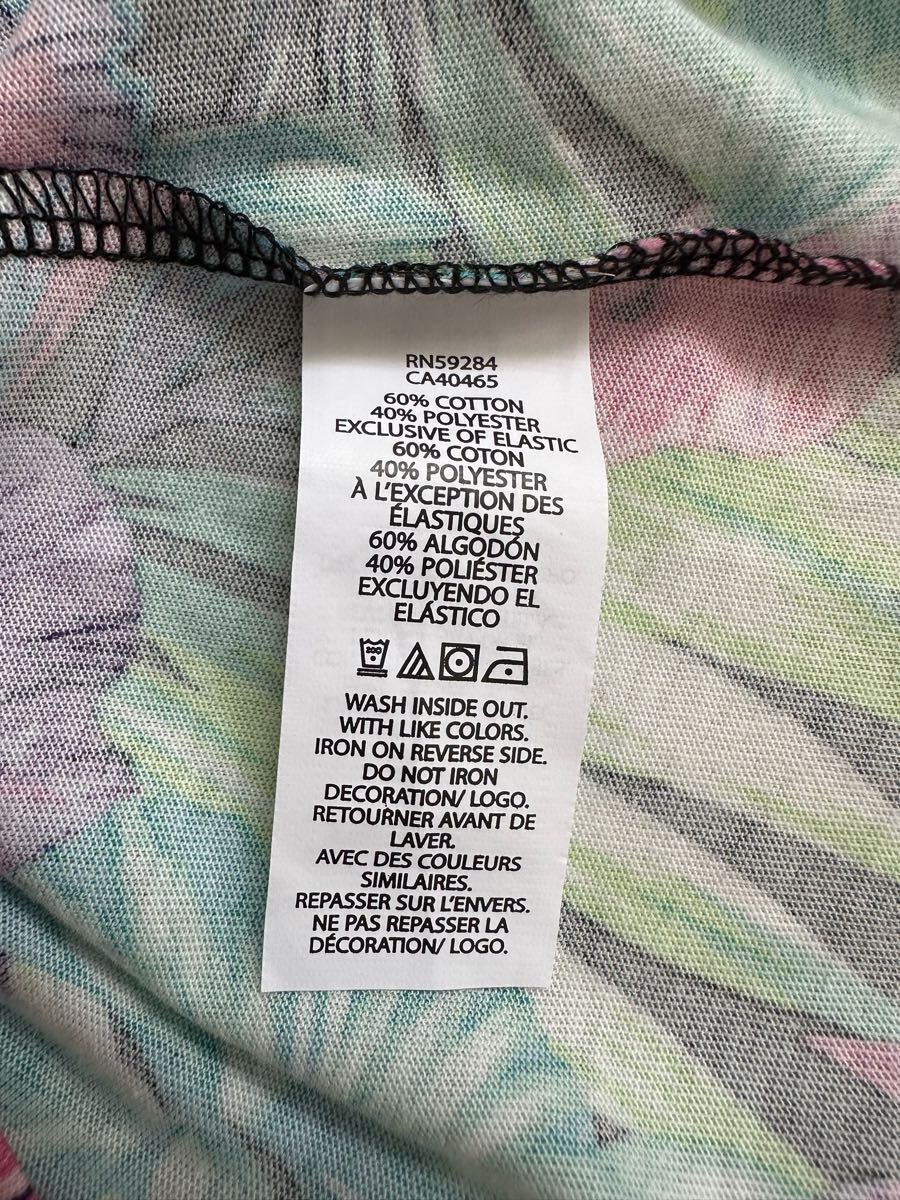 RN59284
CA40465
60% COTTON
40% POLYESTER
EXCLUSIVE OF ELASTIC
60% COTON
40% POLYESTER
À L'EXCEPTION DES
ÉLASTIQUES
60% ALGODÓN
40% POLIÉSTER
EXCLUYENDO EL
ELÁSTICO
200
WASH INSIDE OUT.
WITH LIKE COLORS.
IRON ON REVERSE SIDE.
DO NOT IRON
DECORATION/ LOGO.
RETOURNER AVANT DE
LAVER.
AVEC DES COULEURS
SIMILAIRES.
REPASSER SUR L'ENVERS.
NE PAS REPASSER LA
DÉCORATION/ LOGO.